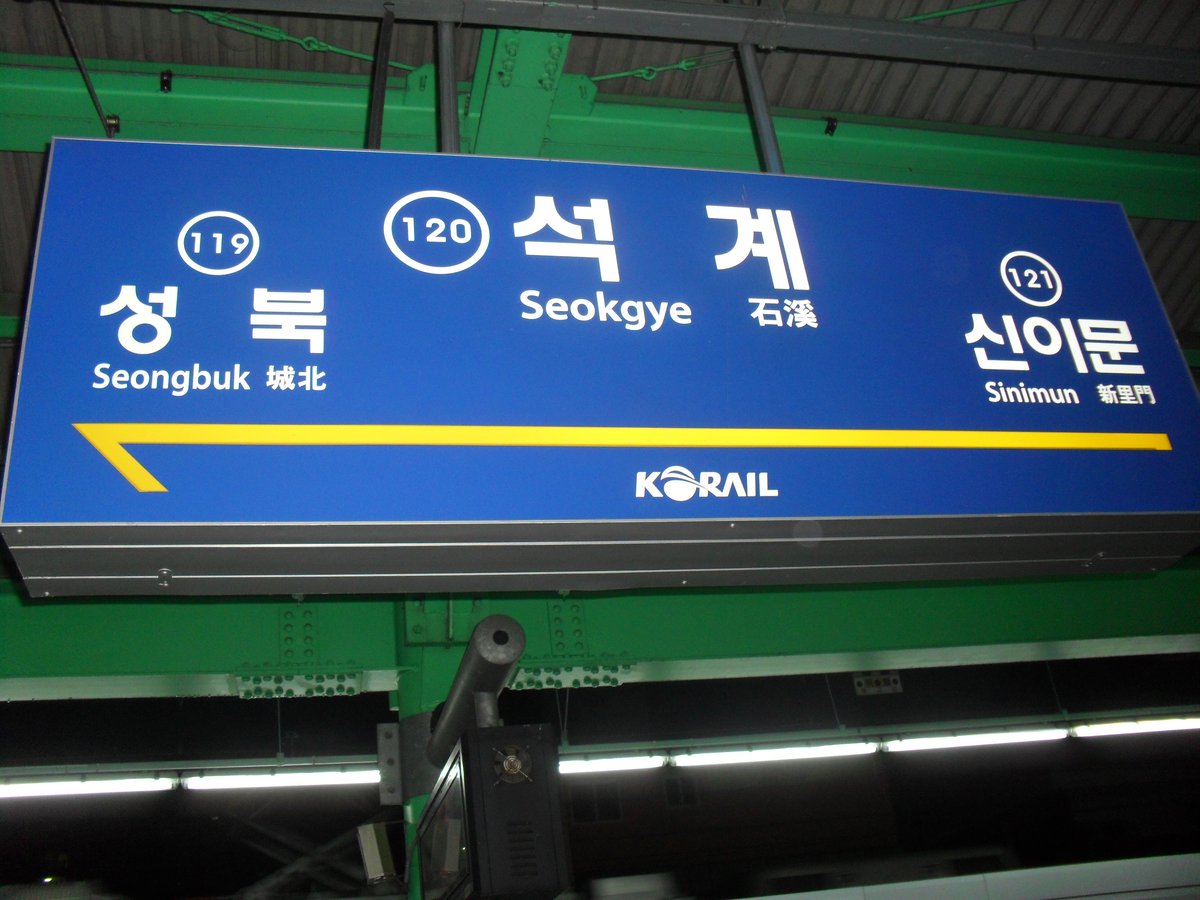 119
성북
Seongbuk 城北
120 석계
Seokgye 石溪
121
신이문
Sinimun 新里門
KORAIL